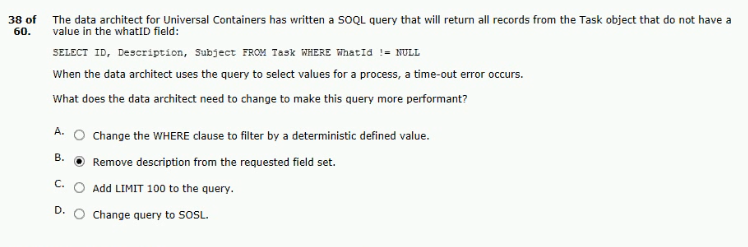 38 of 60. The data architect for Universal Containers has written a SOQL query that will return all records from the Task object that do not have a
value in the whatID field:
SELECT ID, Description, Subject FROM Task WHERE WhatId != NULL
When the data architect uses the query to select values for a process, a time-out error occurs.
What does the data architect need to change to make this query more performant?
A. Change the WHERE clause to filter by a deterministic defined value.
B. Remove description from the requested field set.
C. Add LIMIT 100 to the query.
D. Change query to SOSL.